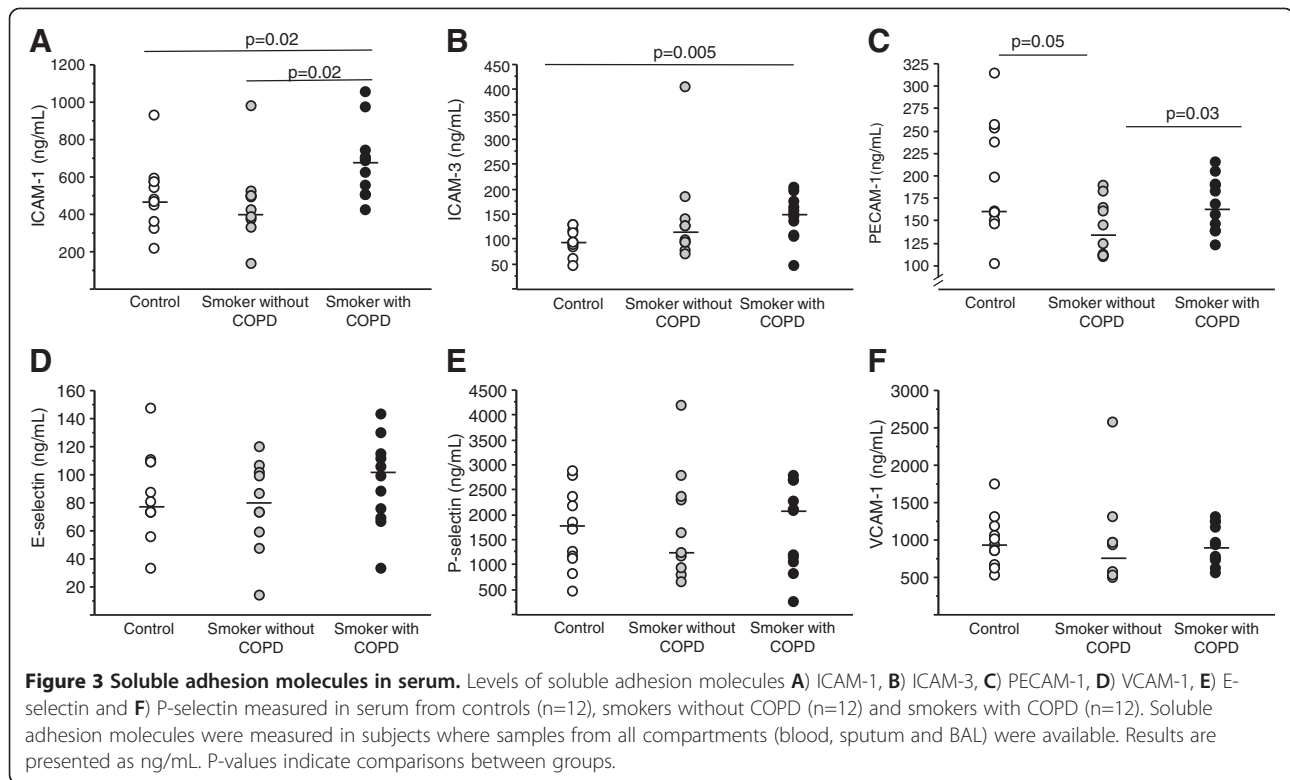 A
p=0.02
p=0.02
1200
1000
800
600
400
200
ICAM-1 (ng/mL)
Control
Smoker without
COPD
Smoker with
COPD
B
p=0.005
450
400
350
300
250
200
150
100
50
ICAM-3 (ng/mL)
Control
Smoker without
COPD
Smoker with
COPD
C
p=0.05
p=0.03
325
300
275
250
225
200
175
150
125
100
PECAM-1(ng/mL)
Control
Smoker without
COPD
Smoker with
COPD
D
160
140
120
100
80
60
40
20
E-selectin (ng/mL)
Control
Smoker without
COPD
Smoker with
COPD
E
4500
4000
3500
3000
2500
2000
1500
1000
500
P-selectin (ng/mL)
Control
Smoker without
COPD
Smoker with
COPD
F
3000
2500
2000
1500
1000
500
VCAM-1 (ng/mL)
Control
Smoker without
COPD
Smoker with
COPD
Figure 3 Soluble adhesion molecules in serum. Levels of soluble adhesion molecules A) ICAM-1, B) ICAM-3, C) PECAM-1, D) VCAM-1, E) E-
selectin and F) P-selectin measured in serum from controls (n=12), smokers without COPD (n=12) and smokers with COPD (n=12). Soluble
adhesion molecules were measured in subjects where samples from all compartments (blood, sputum and BAL) were available. Results are
presented as ng/mL. P-values indicate comparisons between groups.